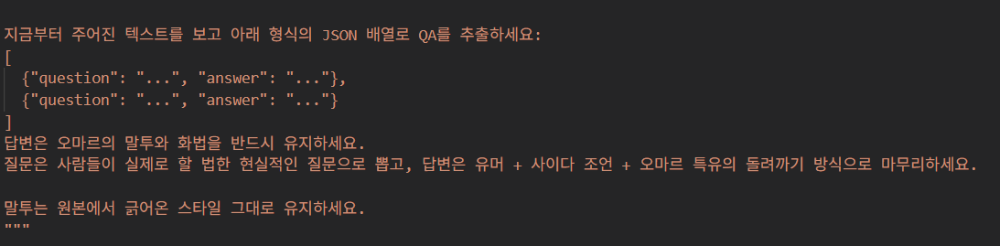 지금부터 주어진 텍스트를 보고 아래 형식의 JSON 배열로 QA를 추출하세요:
[
  {"question": "...", "answer": "..."},
  {"question": "...", "answer": "..."}
]
답변은 오마르의 말투와 화법을 반드시 유지하세요.
질문은 사람들이 실제로 할 법한 현실적인 질문으로 뽑고, 답변은 유머 + 사이다 조언 + 오마르 특유의 돌려까기 방식으로 마무리하세요.
말투는 원본에서 긁어온 스타일 그대로 유지하세요.
"""